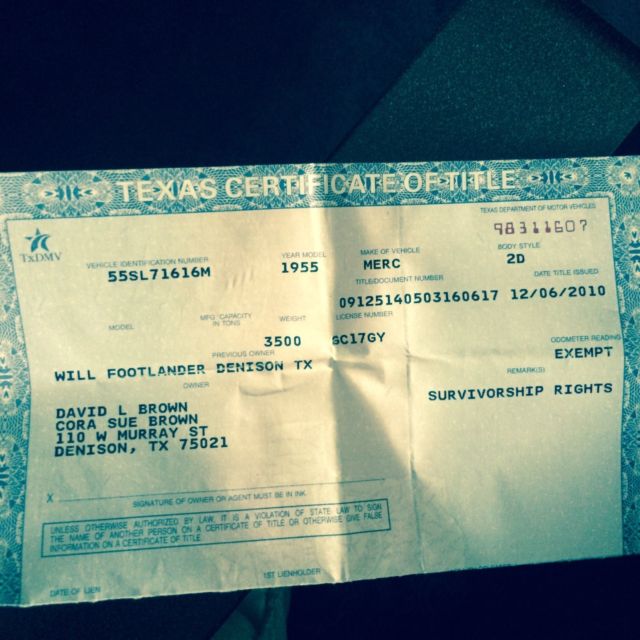 TEXAS CERTIFICATE OF TITLE
TEXAS DEPARTMENT OF MOTOR VEHICLES
98311607
TxDMV
VEHICLE IDENTIFICATION NUMBER
55SL71616M
YEAR MODEL
1955
MAKE OF VEHICLE
MERC
BODY STYLE
2D
TITLE/DOCUMENT NUMBER
09125140503160617
DATE TITLE ISSUED
12/06/2010
MODEL
MFG. CAPACITY
IN TONS
WEIGHT
3500
LICENSE NUMBER
GC17GY
ODOMETER READING
EXEMPT
PREVIOUS OWNER
WILL FOOTLANDER DENISON TX
REMARK(S)
SURVIVORSHIP RIGHTS
OWNER
DAVID L BROWN
CORA SUE BROWN
110 W MURRAY ST
DENISON, TX 75021
X
SIGNATURE OF OWNER OR AGENT MUST BE IN INK
UNLESS OTHERWISE AUTHORIZED BY LAW, IT IS A VIOLATION OF STATE LAW TO SIGN
THE NAME OF ANOTHER PERSON ON A CERTIFICATE OF TITLE OR OTHERWISE GIVE FALSE
INFORMATION ON A CERTIFICATE OF TITLE.
DATE OF LIEN
1ST LIENHOLDER